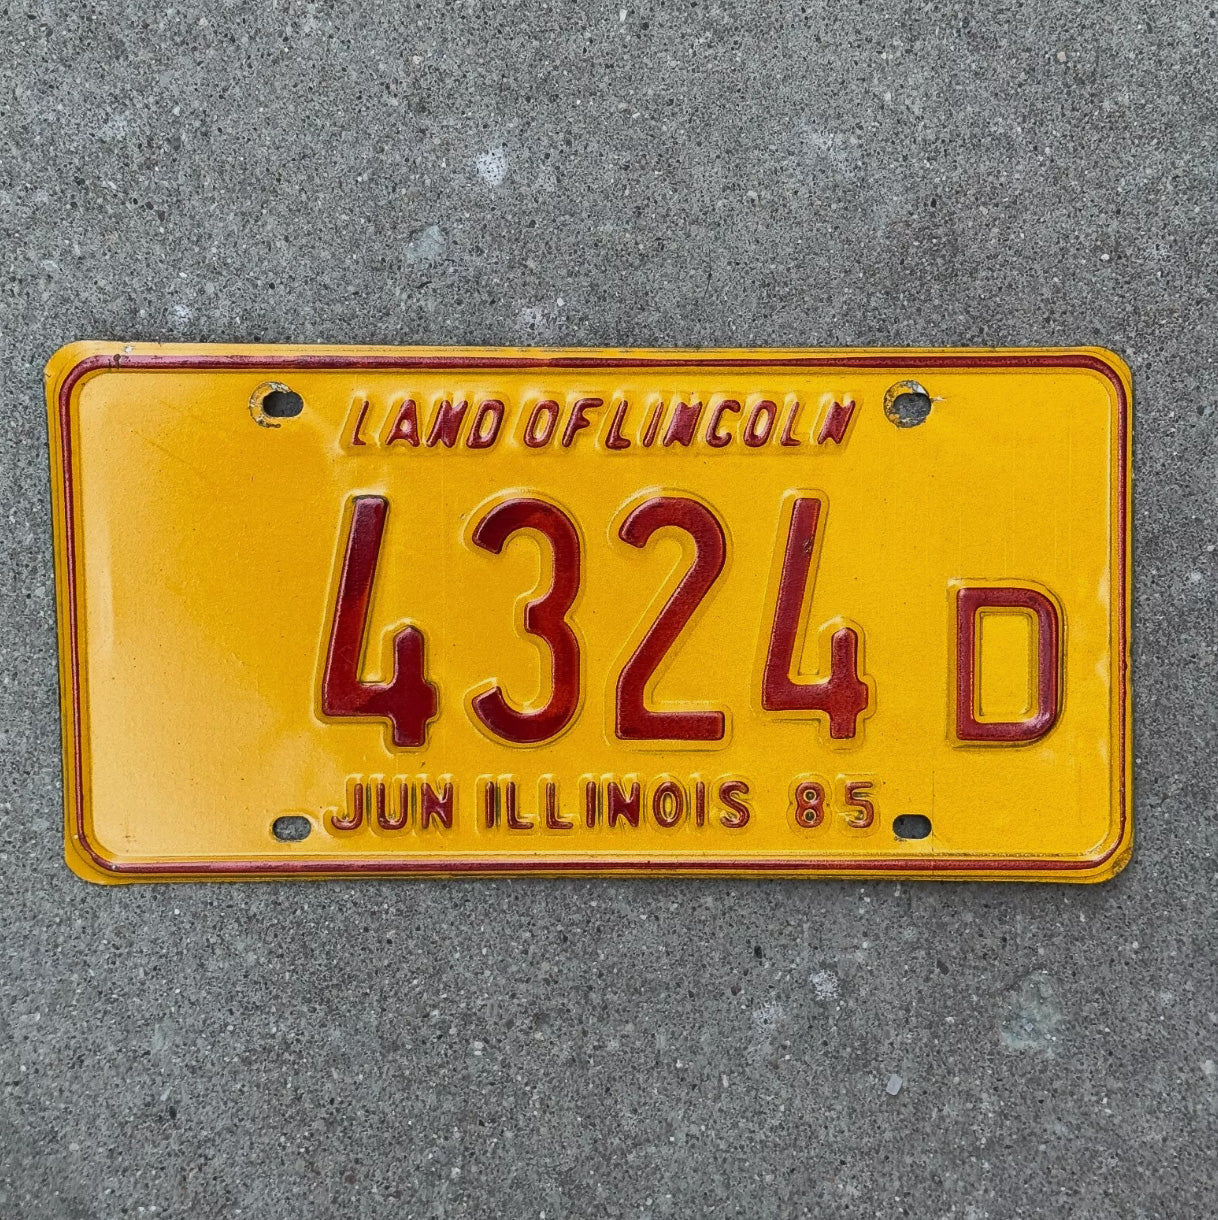 LAND OF LINCOLN
4324 D
JUN ILLINOIS 85